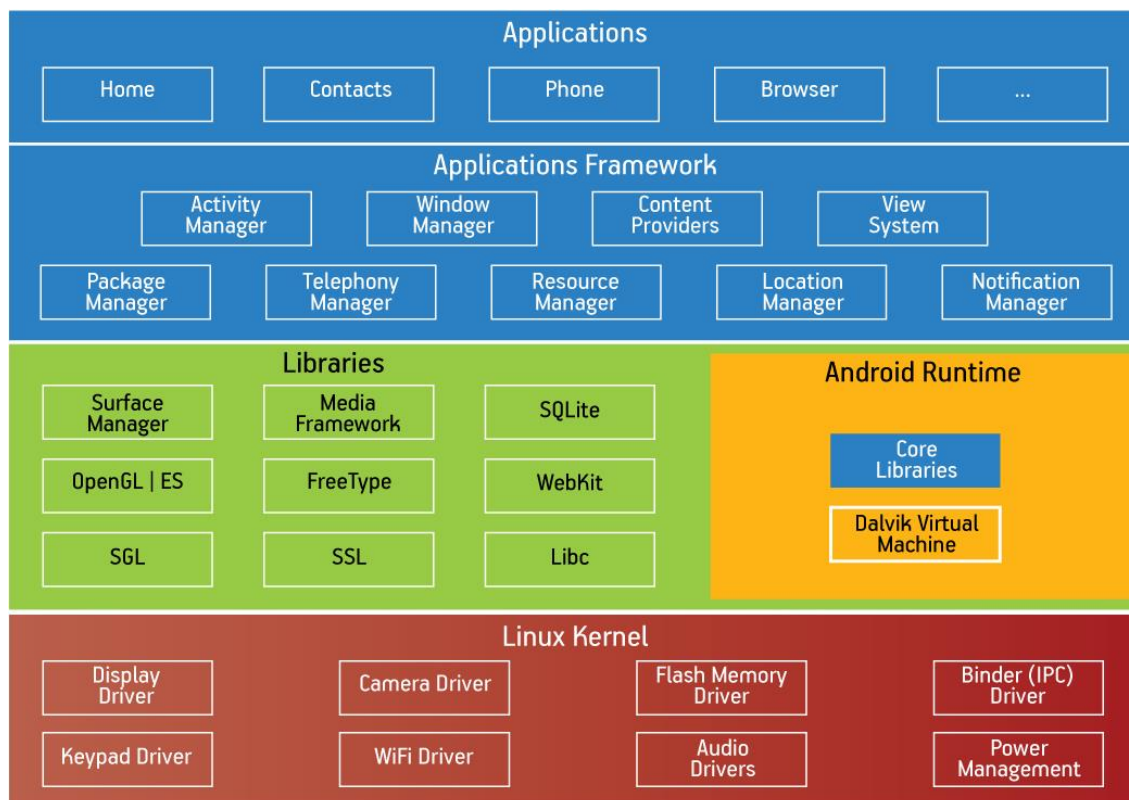 Applications
Home
Contacts
Phone
Browser
...
Applications Framework
Activity
Manager
Window
Manager
Content
Providers
View
System
Package
Manager
Telephony
Manager
Resource
Manager
Location
Manager
Notification
Manager
Libraries
Surface
Manager
Media
Framework
SQLite
OpenGL | ES
FreeType
WebKit
SGL
SSL
Libc
Android Runtime
Core
Libraries
Dalvik Virtual
Machine
Linux Kernel
Display
Driver
Camera Driver
Flash Memory
Driver
Binder (IPC)
Driver
Keypad Driver
WiFi Driver
Audio
Drivers
Power
Management